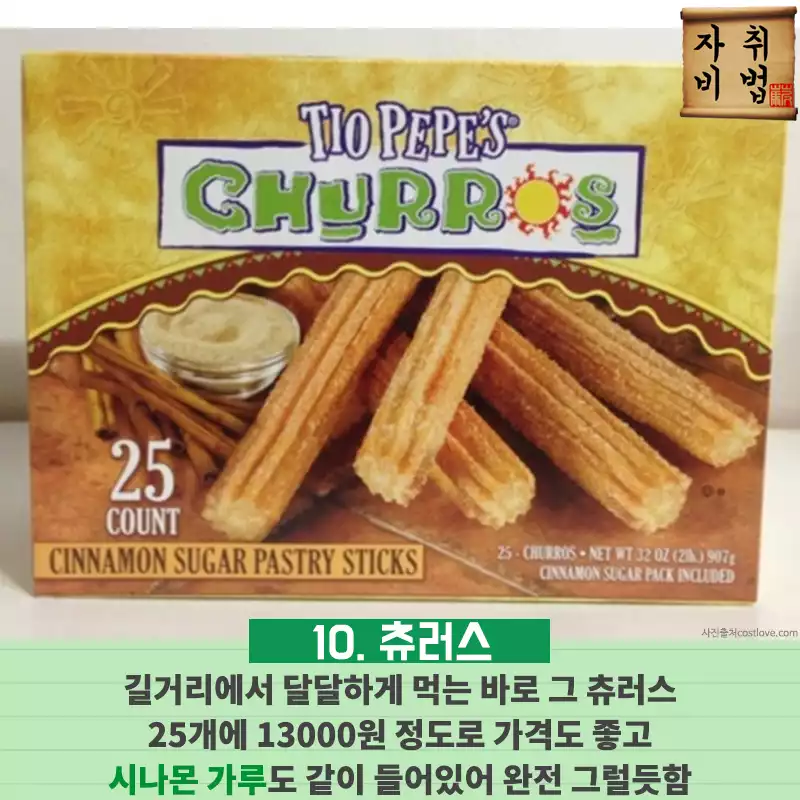 자취
비법
TIO PEPE'S®
CHURROS
25
COUNT
CINNAMON SUGAR PASTRY STICKS
25 - CHURROS • NET WT 32 OZ (2lb.) 907g
CINNAMON SUGAR PACK INCLUDED
사진출처costlove.com
10. 츄러스
길거리에서 달달하게 먹는 바로 그 츄러스
25개에 13000원 정도로 가격도 좋고
시나몬 가루도 같이 들어있어 완전 그럴듯함